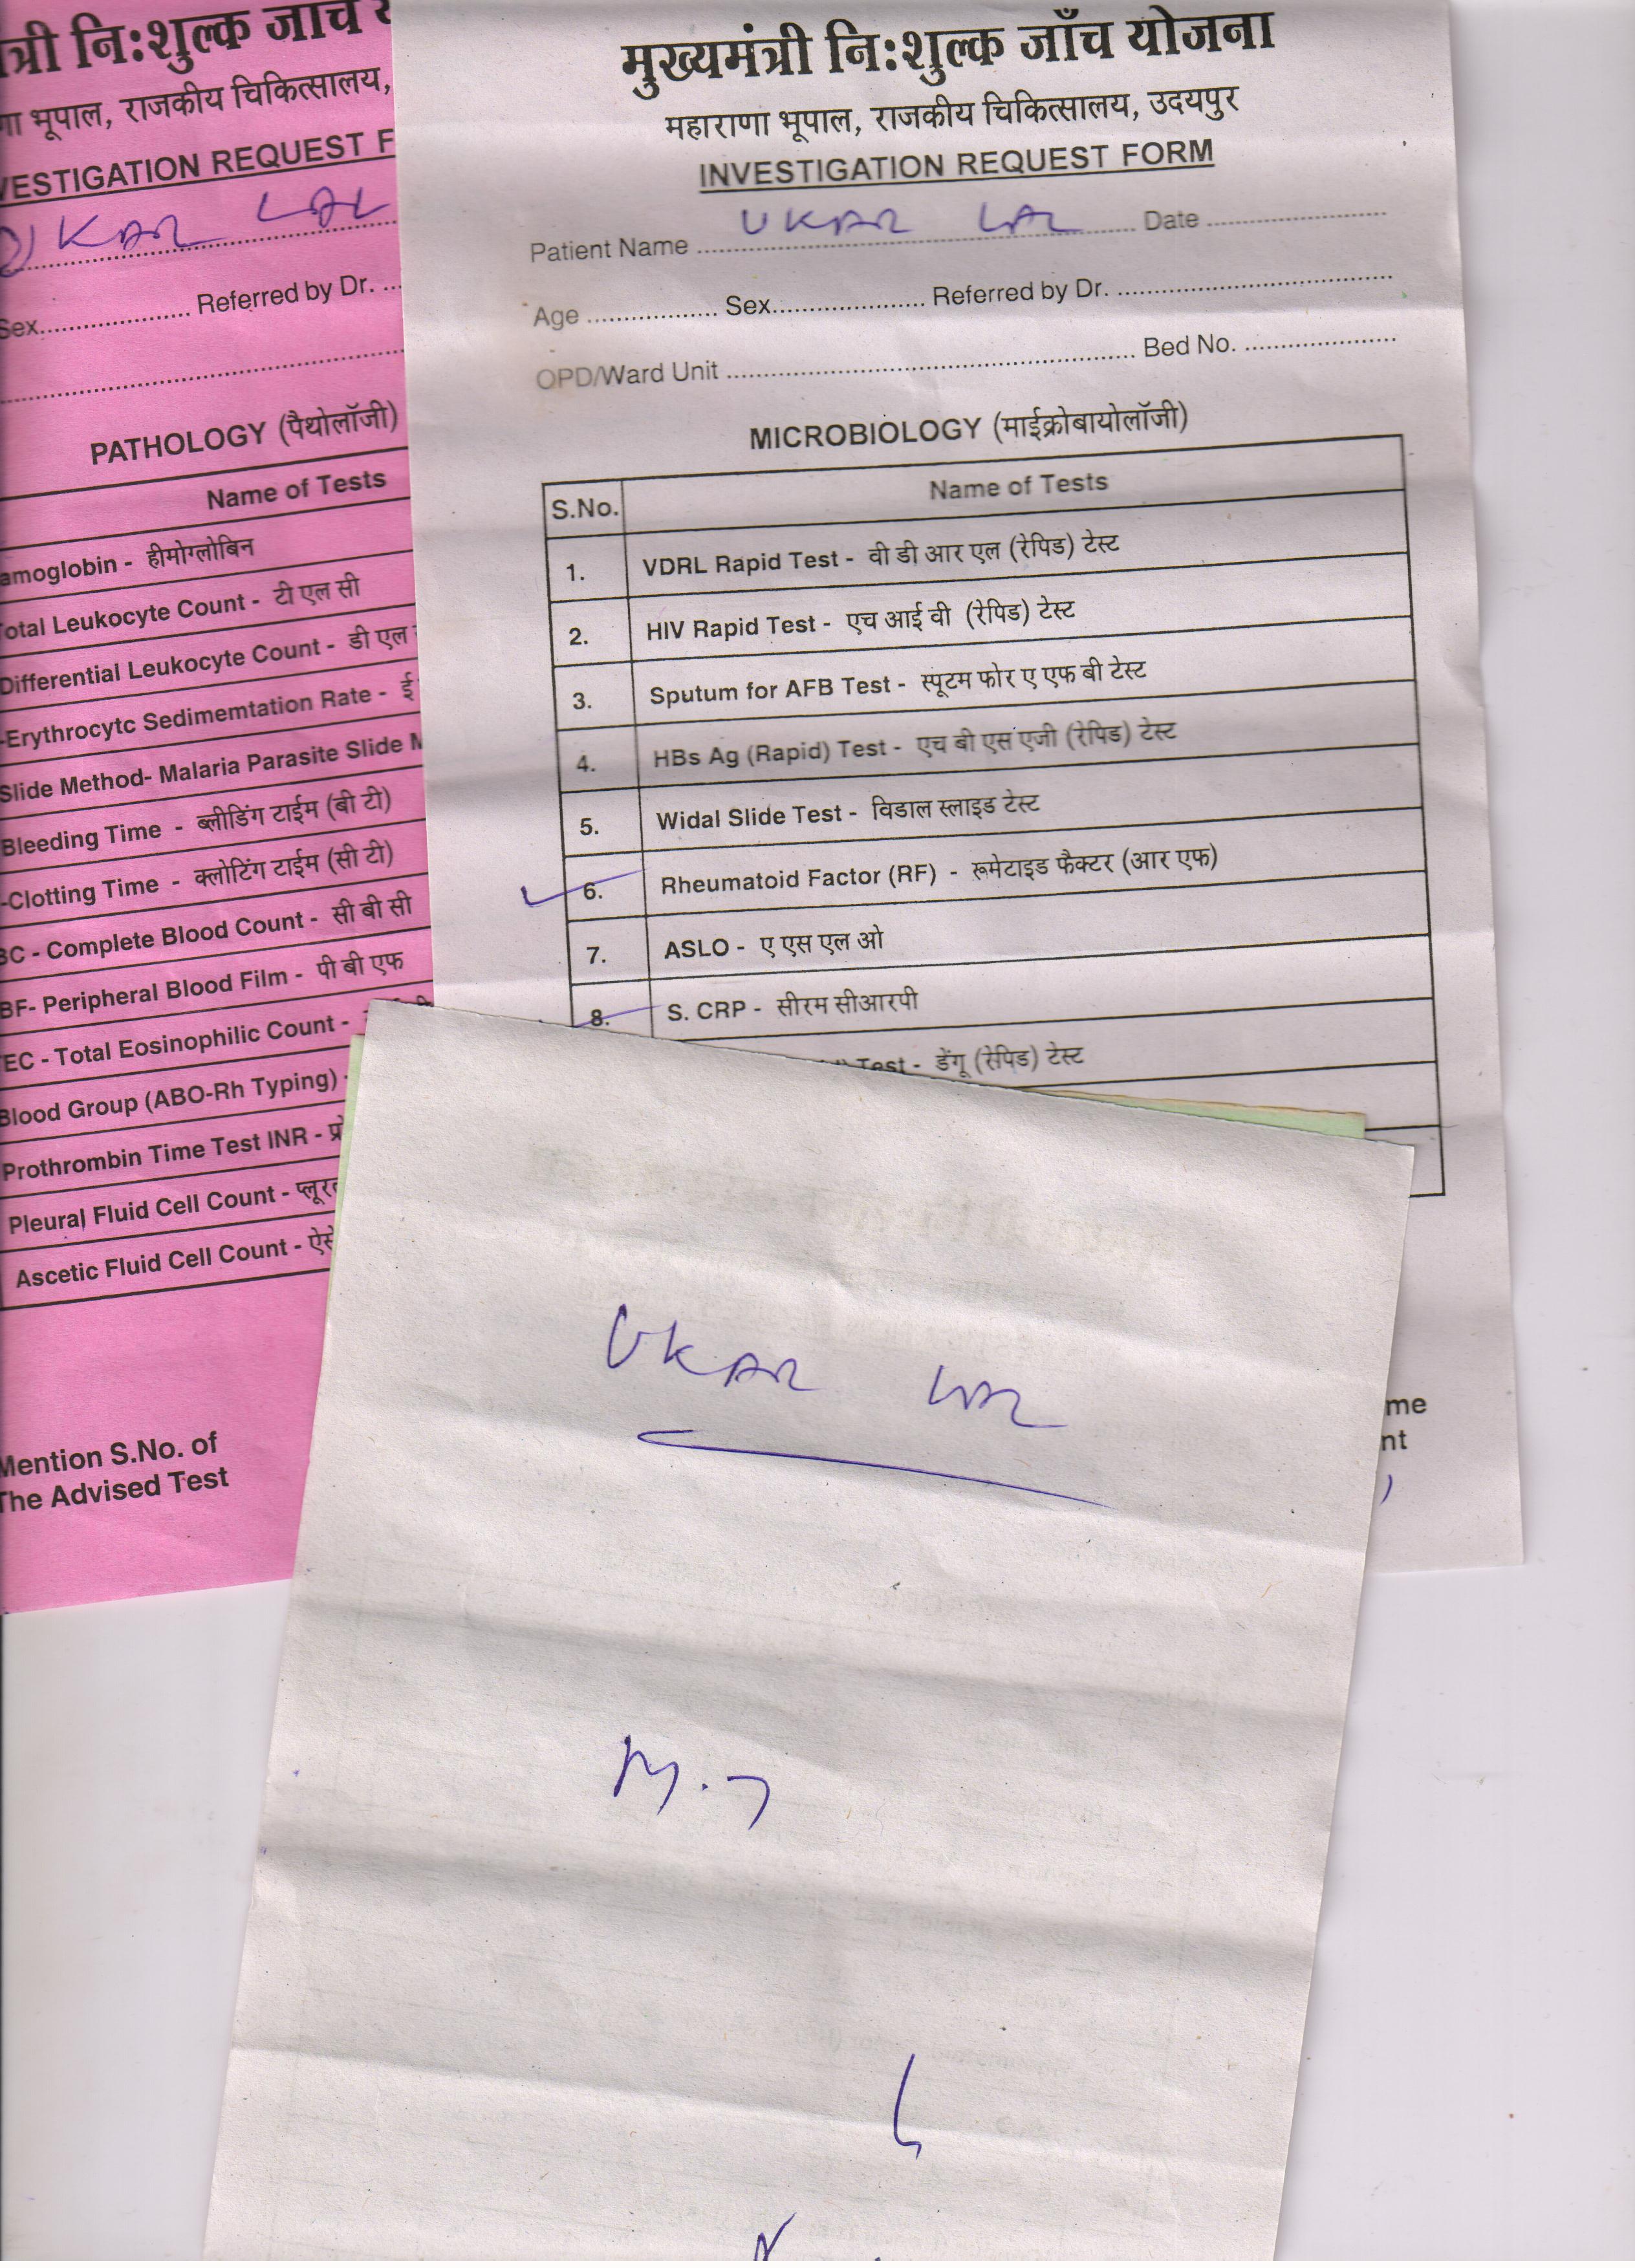 त्री नि:शुल्क जाच
णा भूपाल, राजकीय चिकित्सालय,
VESTIGATION REQUEST F
UKAR LAL
Sex.................... Referred by Dr. ...
PATHOLOGY (पैथोलॉजी)
Name of Tests
amoglobin - हीमोग्लोबिन
otal Leukocyte Count - टी एल सी
Differential Leukocyte Count - डी एल
-Erythrocytc Sedimemtation Rate - ई
Slide Method- Malaria Parasite Slide M
Bleeding Time - ब्लीडिंग टाईम (बी टी)
-Clotting Time - क्लोटिंग टाईम (सी टी)
BC - Complete Blood Count - सी बी सी
BF- Peripheral Blood Film - पी बी एफ
EC - Total Eosinophilic Count -
Blood Group (ABO-Rh Typing) -
Prothrombin Time Test INR - प्रो
Pleural Fluid Cell Count - प्लूरल
Ascetic Fluid Cell Count - ऐसे
Mention S.No. of
The Advised Test
मुख्यमंत्री नि:शुल्क जाँच योजना
महाराणा भूपाल, राजकीय चिकित्सालय, उदयपुर
INVESTIGATION REQUEST FORM
Patient Name UKAR LAL Date
Age .................. Sex..................... Referred by Dr. ......................................
OPD/Ward Unit ........................................................ Bed No. .....................
MICROBIOLOGY (माईक्रोबायोलॉजी)
S.No. Name of Tests
1. VDRL Rapid Test - वी डी आर एल (रेपिड) टेस्ट
2. HIV Rapid Test - एच आई वी (रेपिड) टेस्ट
3. Sputum for AFB Test - स्पूटम फोर ए एफ बी टेस्ट
4. HBs Ag (Rapid) Test - एच बी एस एजी (रेपिड) टेस्ट
5. Widal Slide Test - विडाल स्लाइड टेस्ट
6. Rheumatoid Factor (RF) - रूमेटाइड फैक्टर (आर एफ)
7. ASLO - ए एस एल ओ
8. S. CRP - सीरम सीआरपी
Test - डेंगू (रेपिड) टेस्ट
me
nt
UKAR LAL